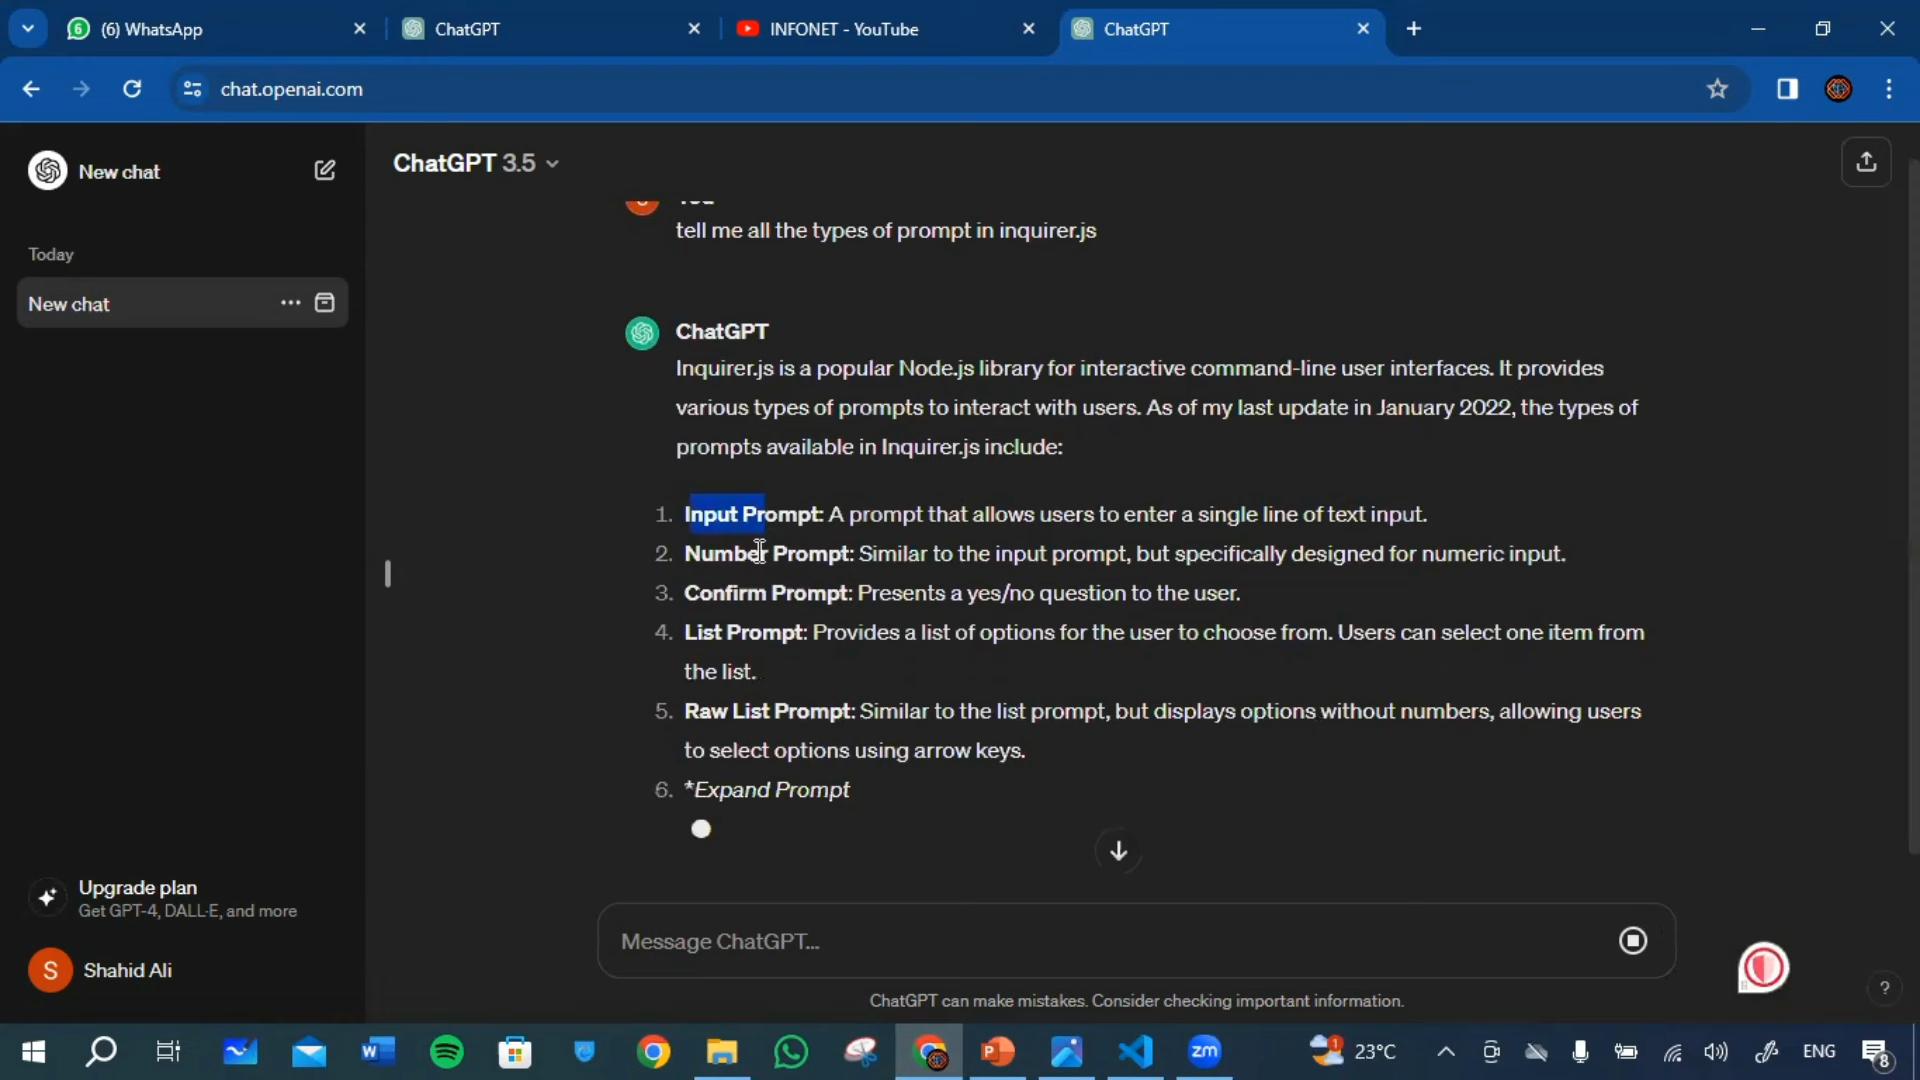 (6) WhatsApp
ChatGPT
INFONET - YouTube
ChatGPT
chat.openai.com
New chat
Today
New chat
Upgrade plan
Get GPT-4, DALL·E, and more
S
Shahid Ali
ChatGPT 3.5
tell me all the types of prompt in inquirer.js
ChatGPT
Inquirer.js is a popular Node.js library for interactive command-line user interfaces. It provides
various types of prompts to interact with users. As of my last update in January 2022, the types of
prompts available in Inquirer.js include:
1. Input Prompt: A prompt that allows users to enter a single line of text input.
2. Number Prompt: Similar to the input prompt, but specifically designed for numeric input.
3. Confirm Prompt: Presents a yes/no question to the user.
4. List Prompt: Provides a list of options for the user to choose from. Users can select one item from
the list.
5. Raw List Prompt: Similar to the list prompt, but displays options without numbers, allowing users
to select options using arrow keys.
6. *Expand Prompt
Message ChatGPT...
ChatGPT can make mistakes. Consider checking important information.
?
zm
1
23°C
ENG
8